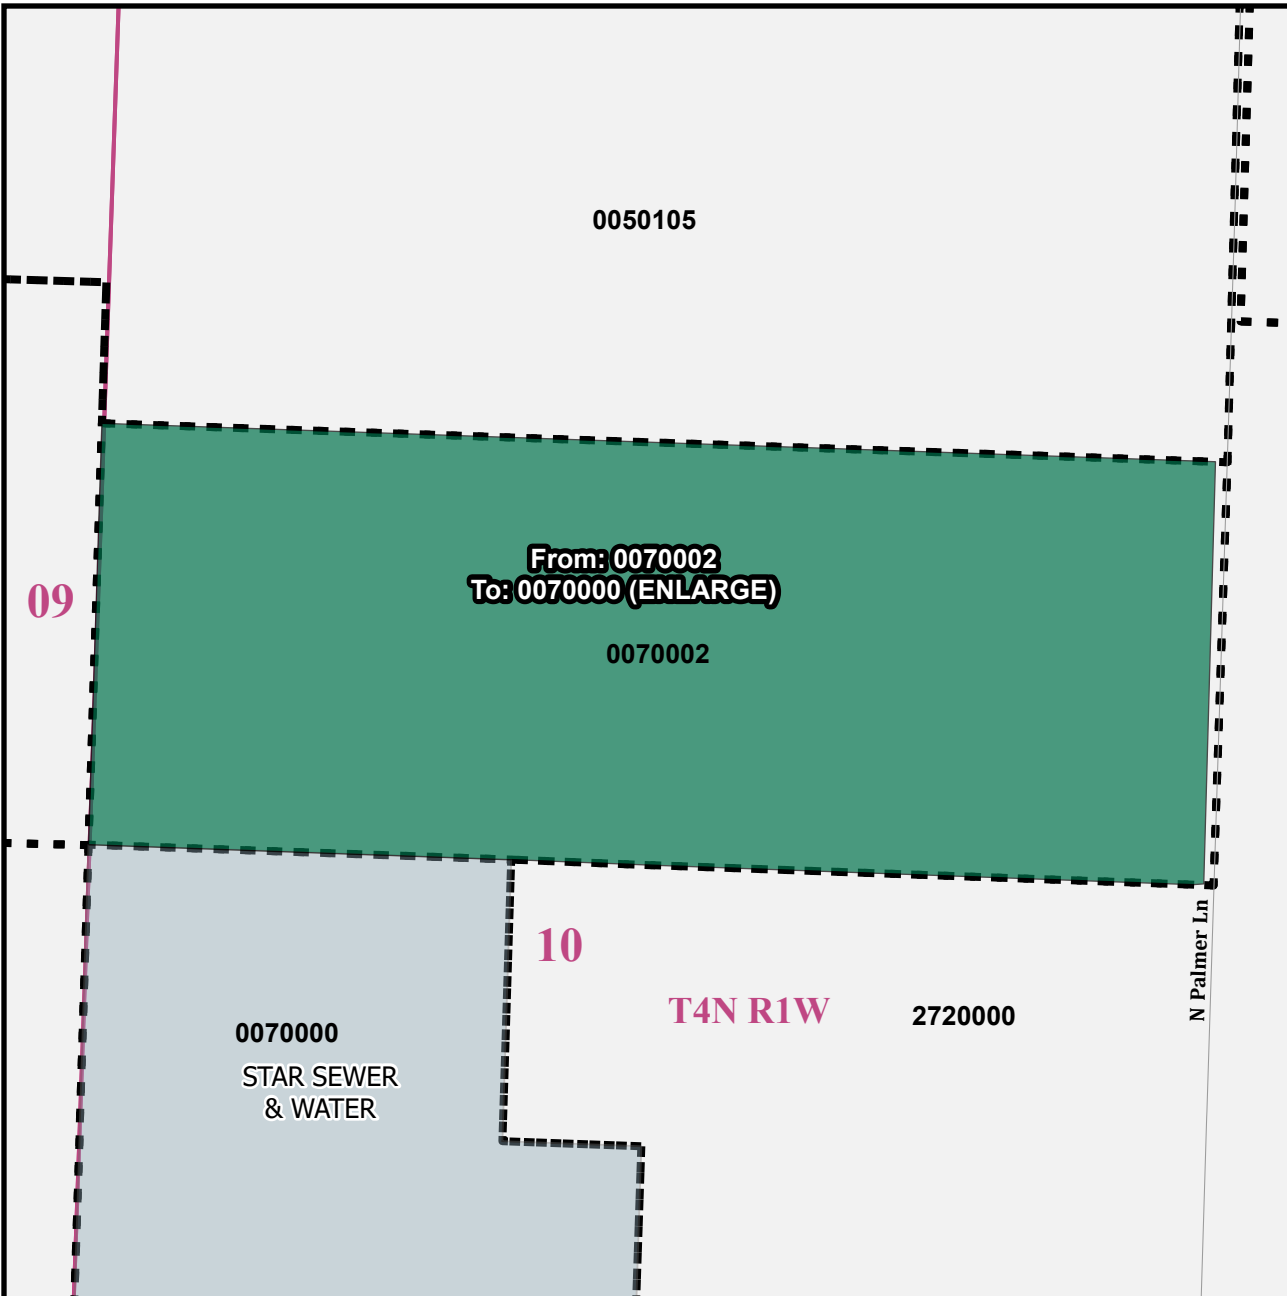 0050105
From: 0070002
To: 0070000 (ENLARGE)
09
0070002
10
N Palmer Ln
T4N R1W
2720000
0070000
STAR SEWER
& WATER